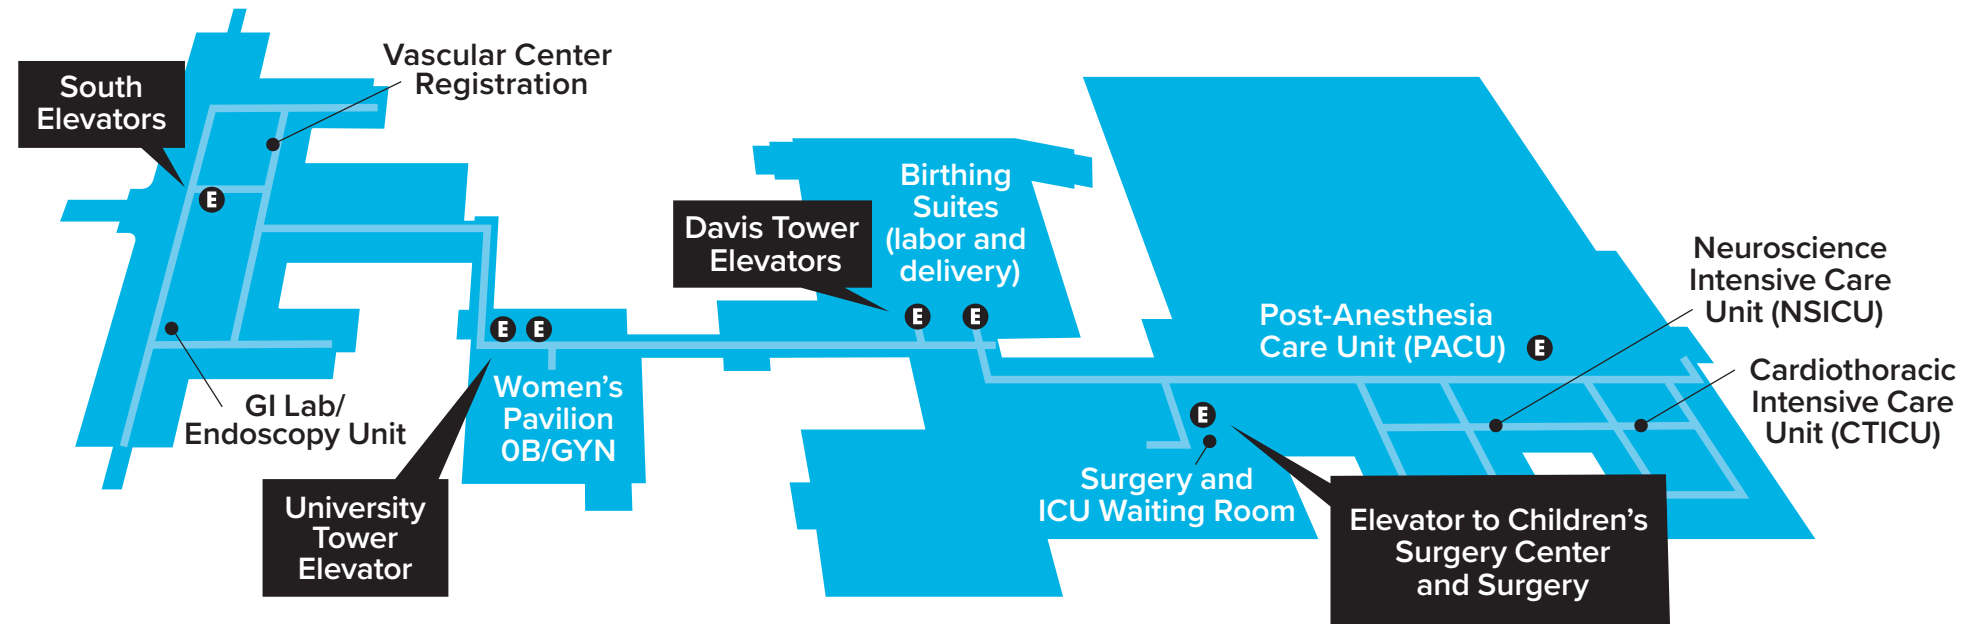 Vascular Center
Registration
South
Elevators
E
GI Lab/
Endoscopy Unit
University
Tower
Elevator
E
E
Women’s
Pavilion
0B/GYN
Davis Tower
Elevators
Birthing
Suites
(labor and
delivery)
E
E
Post-Anesthesia
Care Unit (PACU)
E
Neuroscience
Intensive Care
Unit (NSICU)
Cardiothoracic
Intensive Care
Unit (CTICU)
E
Surgery and
ICU Waiting Room
Elevator to Children’s
Surgery Center
and Surgery